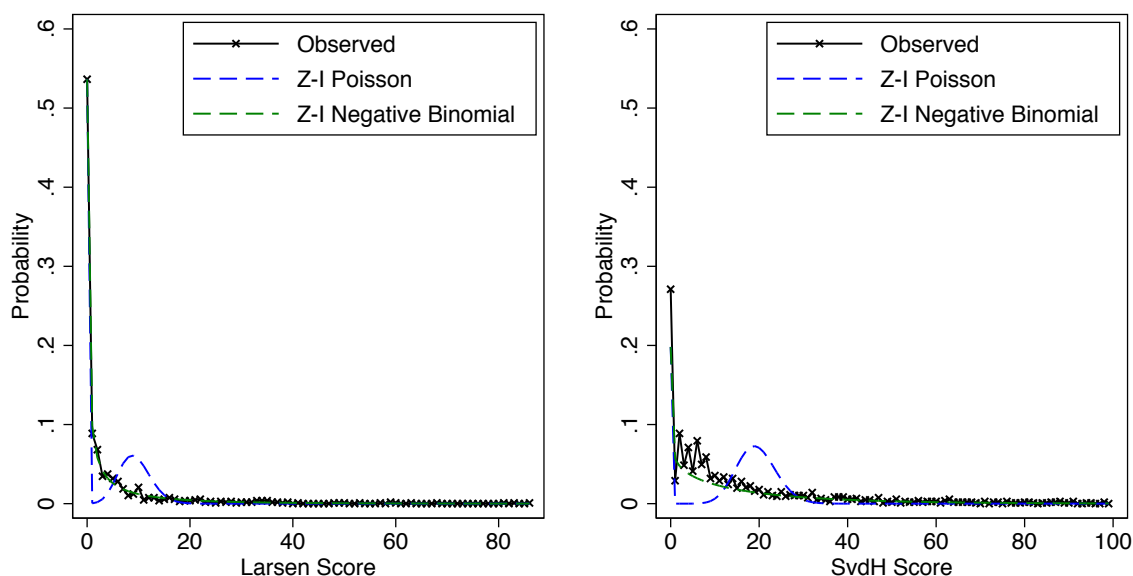 .6
.5
.4
.3
.2
.1
0
Probability
0 20 40 60 80
Larsen Score
Observed
Z-I Poisson
Z-I Negative Binomial
.6
.5
.4
.3
.2
.1
0
Probability
0 20 40 60 80 100
SvdH Score
Observed
Z-I Poisson
Z-I Negative Binomial